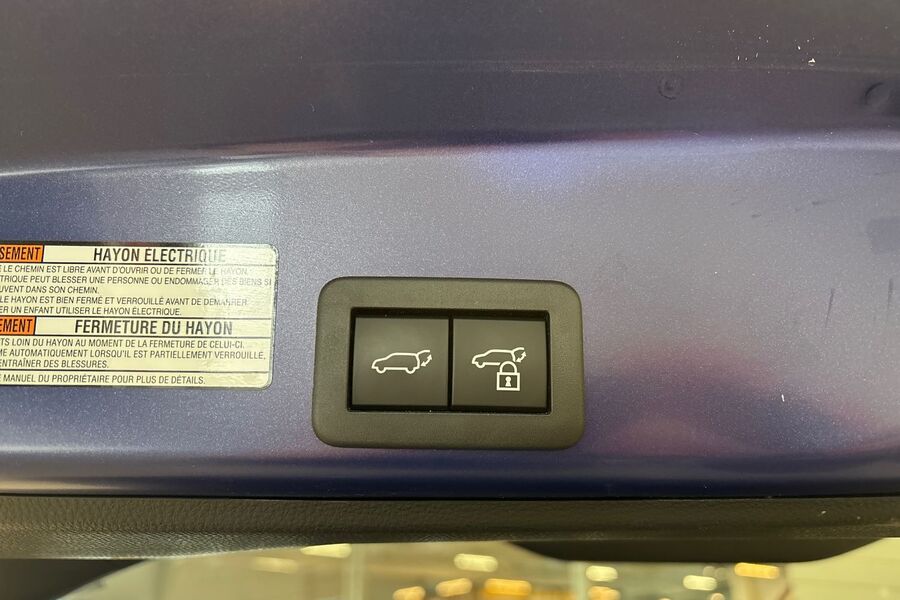 SEMENT HAYON ÉLECTRIQUE
E LE CHEMIN EST LIBRE AVANT D'OUVRIR OU DE FERMER LE HAYON.
TRIQUE PEUT BLESSER UNE PERSONNE OU ENDOMMAGER DES BIENS SI
UVENT DANS SON CHEMIN.
LE HAYON EST BIEN FERMÉ ET VERROUILLÉ AVANT DE DÉMARRER
ER UN ENFANT UTILISER LE HAYON ÉLECTRIQUE.
EMENT FERMETURE DU HAYON
TS LOIN DU HAYON AU MOMENT DE LA FERMETURE DE CELUI-CI.
ME AUTOMATIQUEMENT LORSQU'IL EST PARTIELLEMENT VERROUILLÉ,
ENTRAÎNER DES BLESSURES.
E MANUEL DU PROPRIÉTAIRE POUR PLUS DE DÉTAILS.